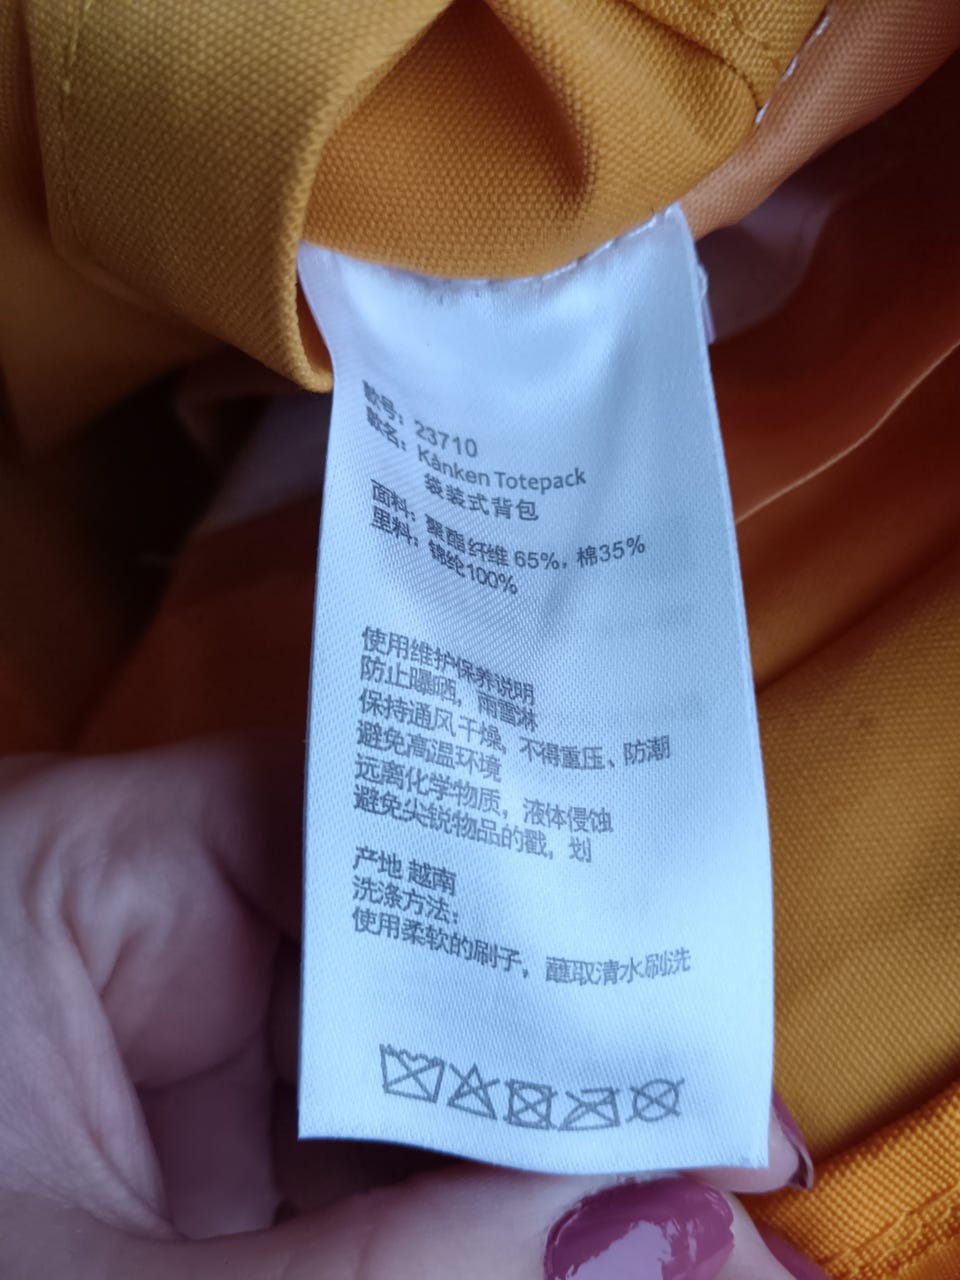 款号：23710
款名：Kånken Totepack
袋装式背包
面料：聚酯纤维 65%，棉35%
里料：锦纶100%
使用维护保养说明
防止曝晒，雨雪淋
保持通风干燥，不得重压、防潮
避免高温环境
远离化学物质，液体侵蚀
避免尖锐物品的戳，划
产地 越南
洗涤方法：
使用柔软的刷子，蘸取清水刷洗